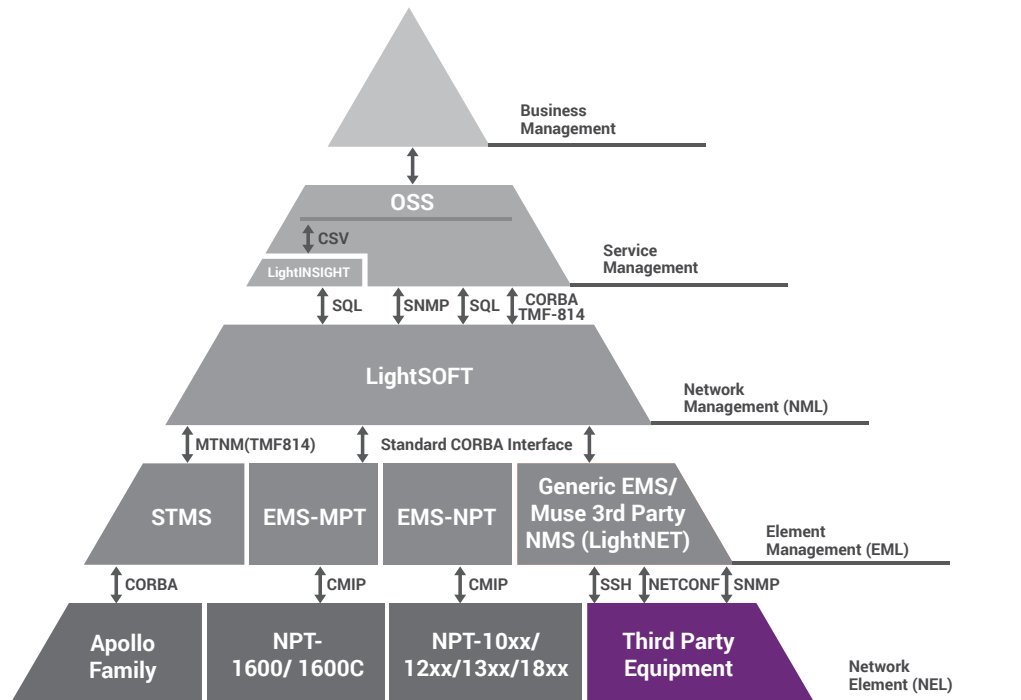 Business
Management
OSS
CSV
LightINSIGHT
Service
Management
SQL
SNMP
SQL
CORBA
TMF-814
LightSOFT
Network
Management (NML)
MTNM(TMF814)
Standard CORBA Interface
STMS
EMS-MPT
EMS-NPT
Generic EMS/
Muse 3rd Party
NMS (LightNET)
Element
Management (EML)
CORBA
CMIP
CMIP
SSH
NETCONF
SNMP
Apollo
Family
NPT-
1600/ 1600C
NPT-10xx/
12xx/13xx/18xx
Third Party
Equipment
Network
Element (NEL)